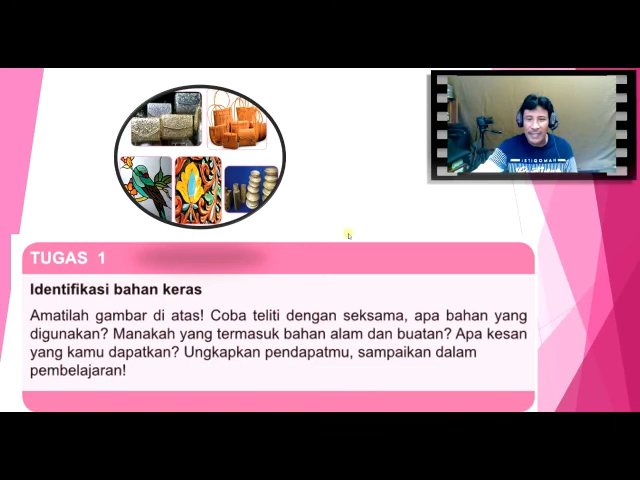 ISTIQOMAH
TUGAS 1
Identifikasi bahan keras
Amatilah gambar di atas! Coba teliti dengan seksama, apa bahan yang
digunakan? Manakah yang termasuk bahan alam dan buatan? Apa kesan
yang kamu dapatkan? Ungkapkan pendapatmu, sampaikan dalam
pembelajaran!